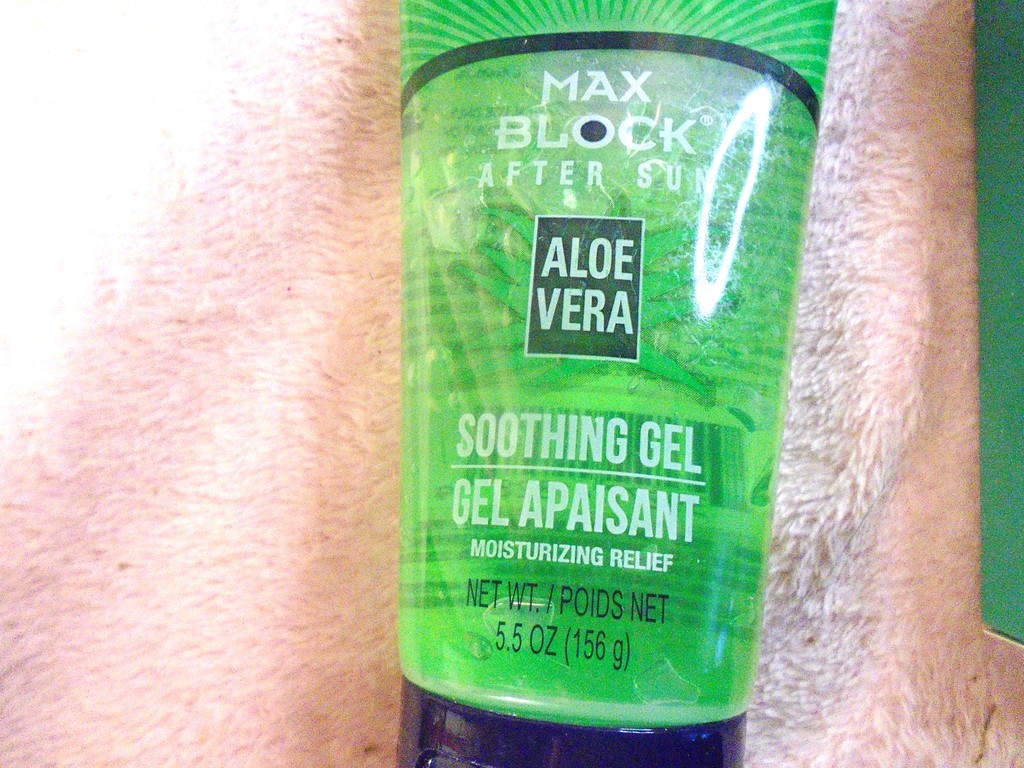 MAX
BLOCK®
AFTER SUN
ALOE
VERA
SOOTHING GEL
GEL APAISANT
MOISTURIZING RELIEF
NET WT. / POIDS NET
5.5 OZ (156 g)